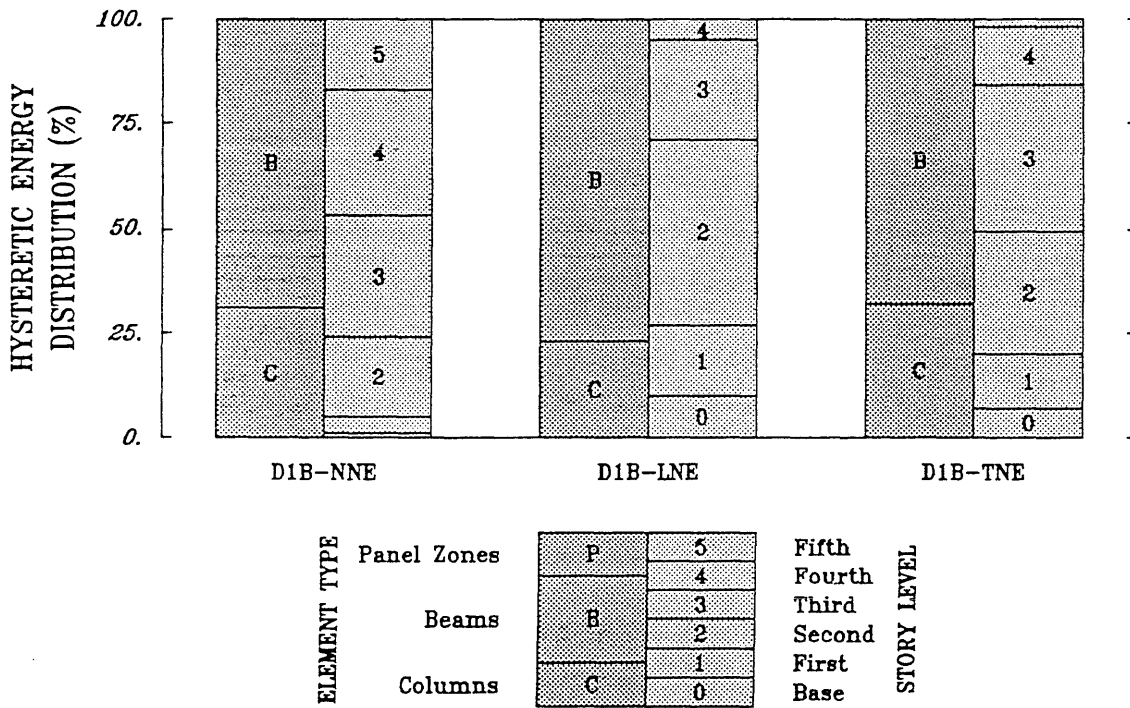 HYSTERETIC ENERGY
DISTRIBUTION (%)
100.
75.
50.
25.
0.
B
C
5
4
3
2
D1B-NNE
B
C
4
3
2
1
0
D1B-LNE
B
C
4
3
2
1
0
D1B-TNE
ELEMENT TYPE
Panel Zones
Beams
Columns
P
B
C
5 Fifth
4 Fourth
3 Third
2 Second
1 First
0 Base
STORY LEVEL